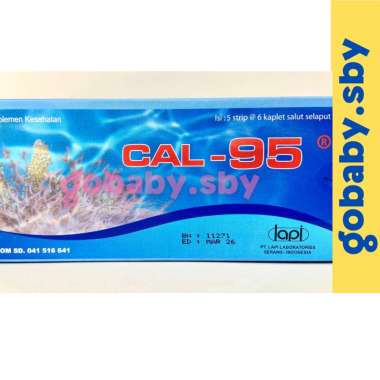 plemen Kesehatan
Isi : 5 strip @ 6 kaplet salut selaput
CAL-95 ®
gobaby.sby
BN : 11271
ED : MAR 26
lapi
PT. LAPI LABORATORIES
SERANG - INDONESIA
OM SD. 041 516 641
gobaby.sby